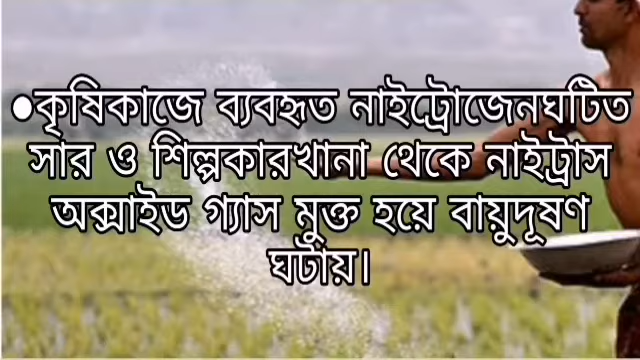 ●কৃষিকাজে ব্যবহৃত নাইট্রোজেনঘটিত
সার ও শিল্পকারখানা থেকে নাইট্রাস
অক্সাইড গ্যাস মুক্ত হয়ে বায়ুদূষণ
ঘটায়।